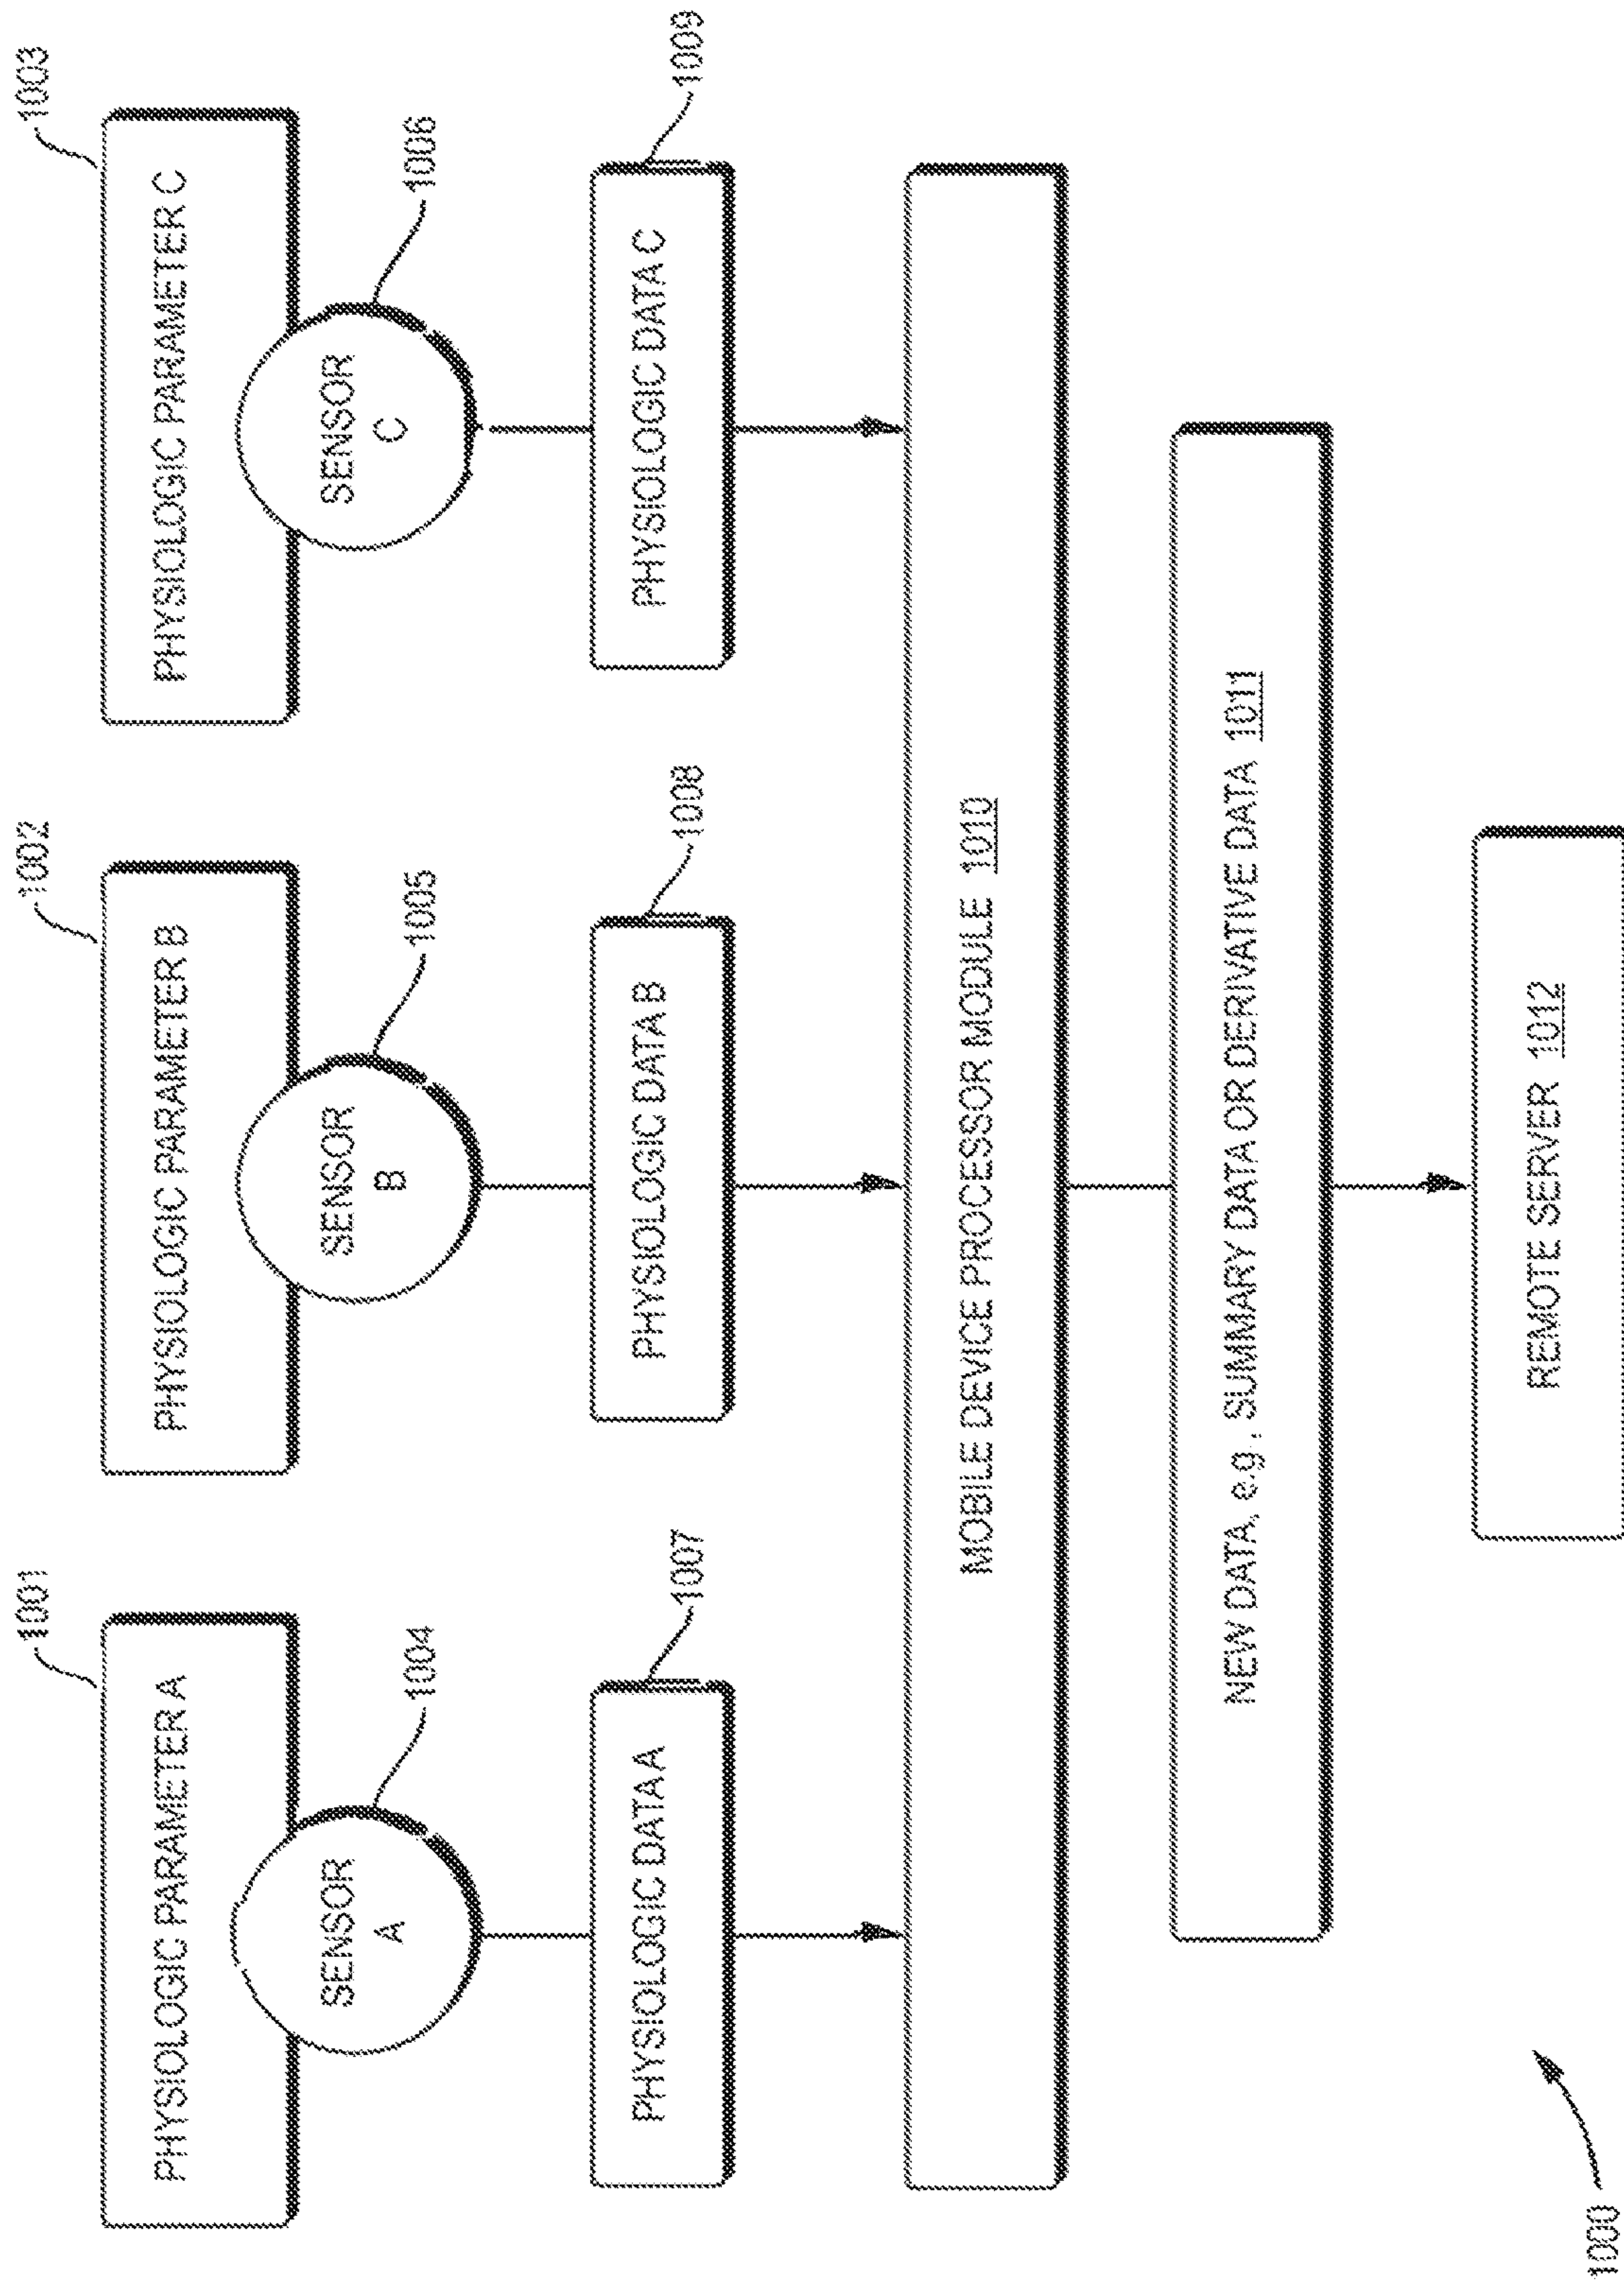 1001
1002
1003
PHYSIOLOGIC PARAMETER A
PHYSIOLOGIC PARAMETER B
PHYSIOLOGIC PARAMETER C
SENSOR
A
1004
SENSOR
B
1005
SENSOR
C
1006
1007
1008
1009
PHYSIOLOGIC DATA A
PHYSIOLOGIC DATA B
PHYSIOLOGIC DATA C
MOBILE DEVICE PROCESSOR MODULE 1010
NEW DATA, e.g., SUMMARY DATA OR DERIVATIVE DATA 1011
REMOTE SERVER 1012
1000